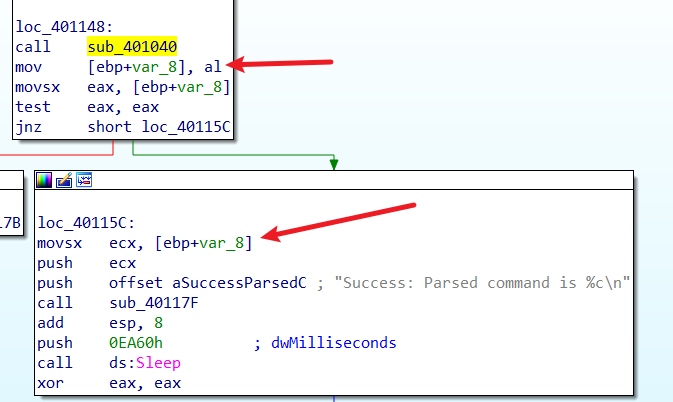 loc_401148:
call sub_401040
mov [ebp+var_8], al
movsx eax, [ebp+var_8]
test eax, eax
jnz short loc_40115C
17B
loc_40115C:
movsx ecx, [ebp+var_8]
push ecx
push offset aSuccessParsedC ; "Success: Parsed command is %c\n"
call sub_40117F
add esp, 8
push 0EA60h ; dwMilliseconds
call ds:Sleep
xor eax, eax